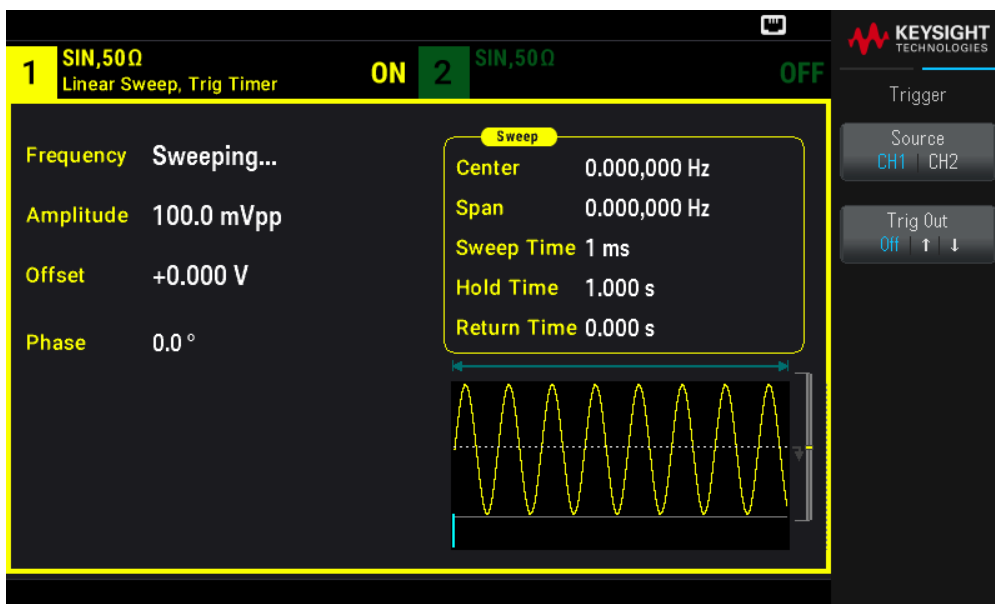 KEYSIGHT
TECHNOLOGIES
1 SIN,50Ω
Linear Sweep, Trig Timer ON
2 SIN,50Ω OFF
Trigger
Frequency Sweeping...
Amplitude 100.0 mVpp
Offset +0.000 V
Phase 0.0 °
Sweep
Center 0.000,000 Hz
Span 0.000,000 Hz
Sweep Time 1 ms
Hold Time 1.000 s
Return Time 0.000 s
Source
CH1 | CH2
Trig Out
Off | ↑ | ↓